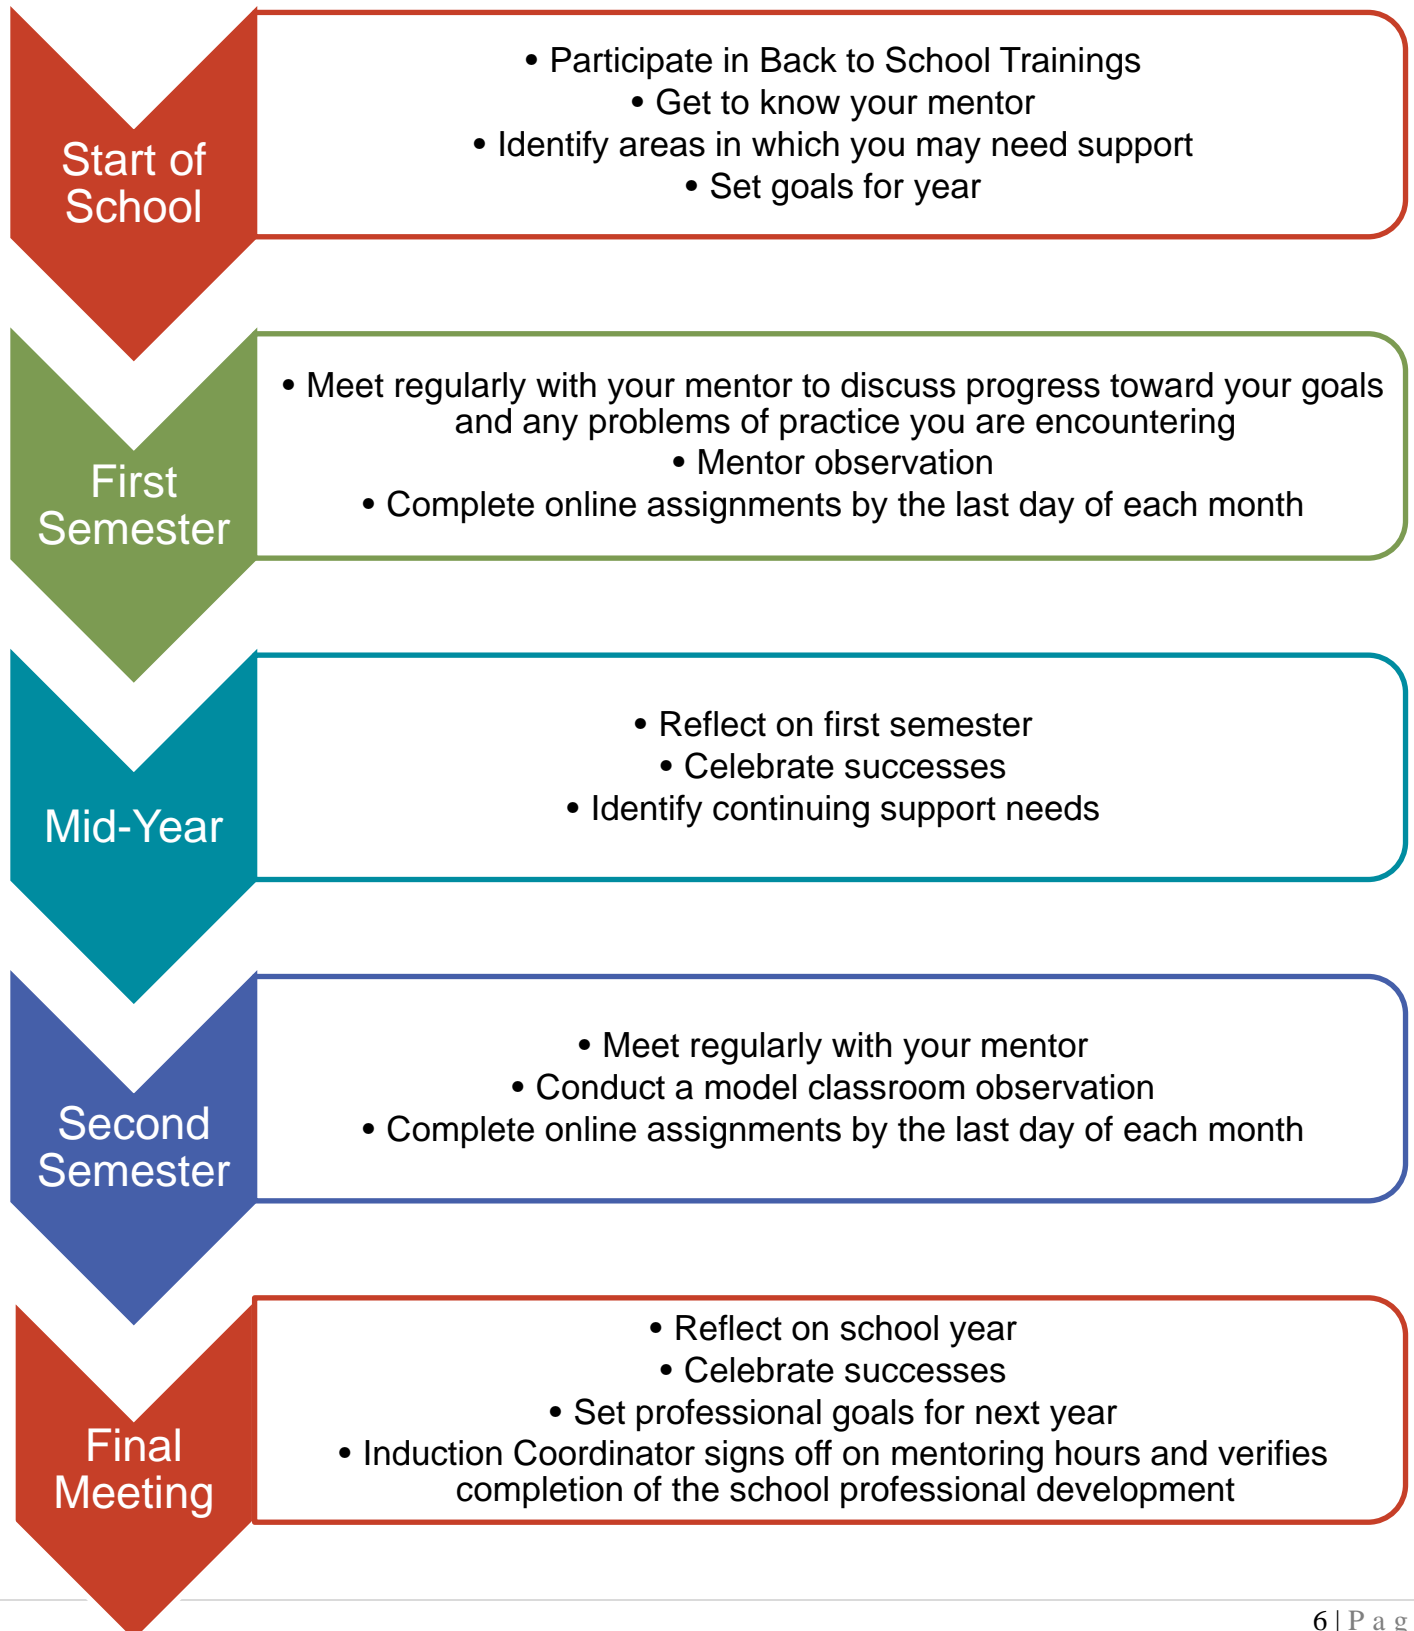 Start of
School
• Participate in Back to School Trainings
• Get to know your mentor
• Identify areas in which you may need support
• Set goals for year
First
Semester
• Meet regularly with your mentor to discuss progress toward your goals
and any problems of practice you are encountering
• Mentor observation
• Complete online assignments by the last day of each month
Mid-Year
• Reflect on first semester
• Celebrate successes
• Identify continuing support needs
Second
Semester
• Meet regularly with your mentor
• Conduct a model classroom observation
• Complete online assignments by the last day of each month
Final
Meeting
• Reflect on school year
• Celebrate successes
• Set professional goals for next year
• Induction Coordinator signs off on mentoring hours and verifies
completion of the school professional development
6 | P a g